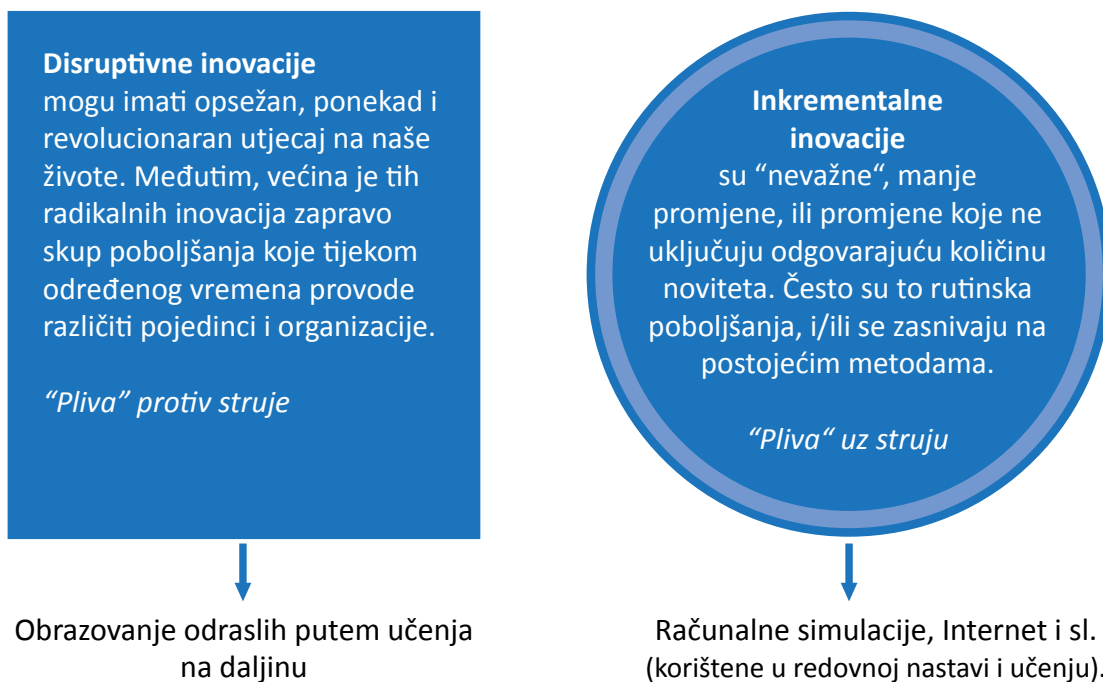 Disruptivne inovacije
mogu imati opsežan, ponekad i
revolucionaran utjecaj na naše
živote. Međutim, većina je tih
radikalnih inovacija zapravo
skup poboljšanja koje tijekom
određenog vremena provode
različiti pojedinci i organizacije.
“Pliva” protiv struje
Obrazovanje odraslih putem učenja
na daljinu
Inkrementalne
inovacije
su “nevažne“, manje
promjene, ili promjene koje ne
uključuju odgovarajuću količinu
noviteta. Često su to rutinska
poboljšanja, i/ili se zasnivaju na
postojećim metodama.
“Pliva“ uz struju
Računalne simulacije, Internet i sl.
(korištene u redovnoj nastavi i učenju).